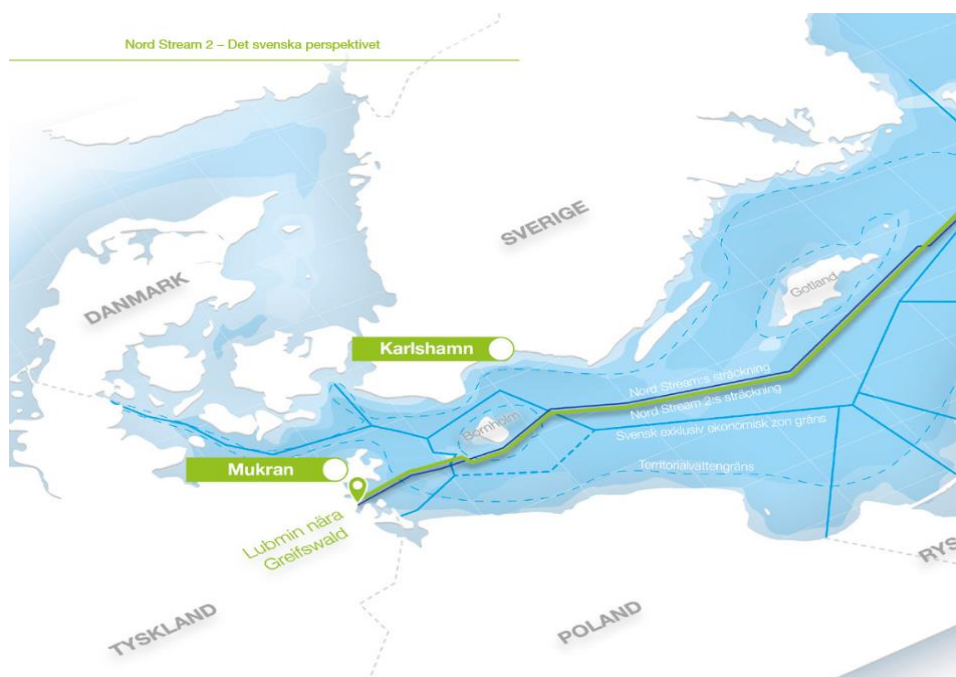 Nord Stream 2 – Det svenska perspektivet
SVERIGE
DANMARK
Gotland
Karlshamn
Nord Stream:s sträckning
Nord Stream 2:s sträckning
Bornholm
Svensk exklusiv ekonomisk zon gräns
Mukran
Territorialvattengräns
Lubmin nära
Greifswald
RYS
TYSKLAND
POLAND